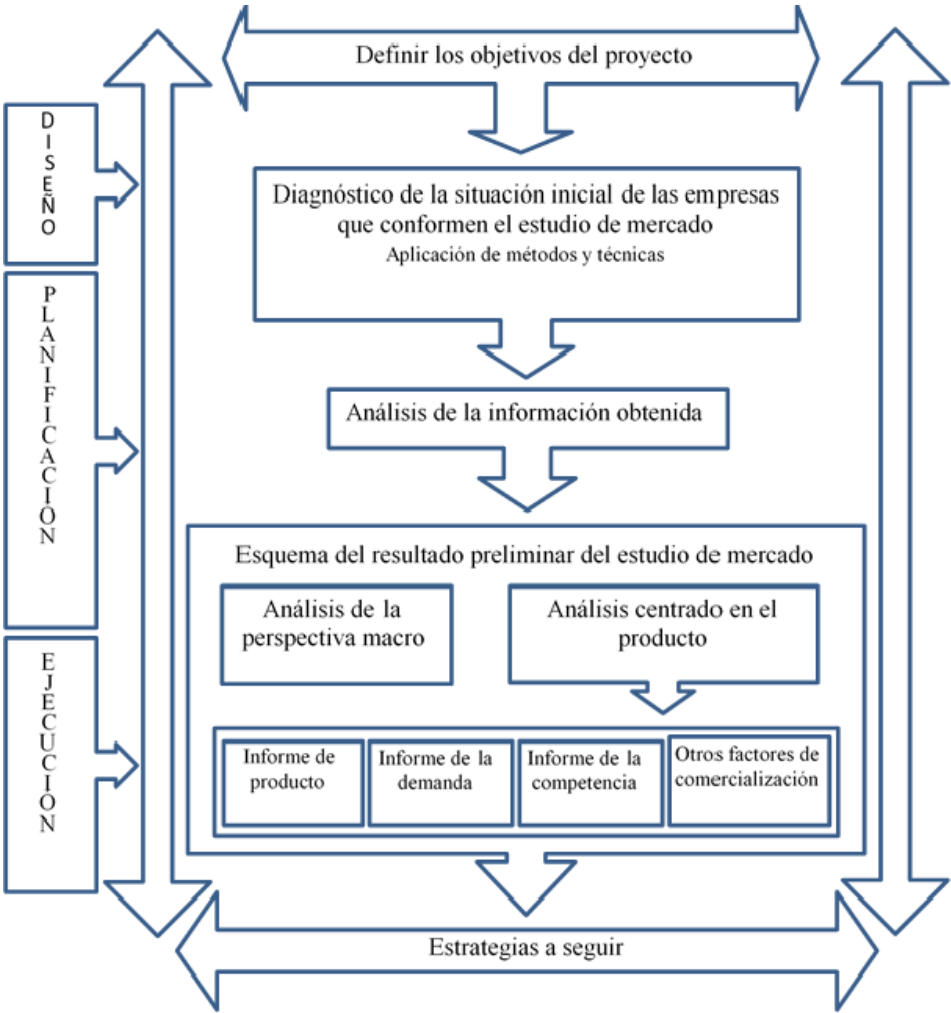 Definir los objetivos del proyecto
DISEÑO
Diagnóstico de la situación inicial de las empresas
que conformen el estudio de mercado
Aplicación de métodos y técnicas
PLANIFICACIÓN
Análisis de la información obtenida
Esquema del resultado preliminar del estudio de mercado
Análisis de la
perspectiva macro
Análisis centrado en el
producto
EJECUCIÓN
Informe de
producto
Informe de la
demanda
Informe de la
competencia
Otros factores de
comercialización
Estrategias a seguir